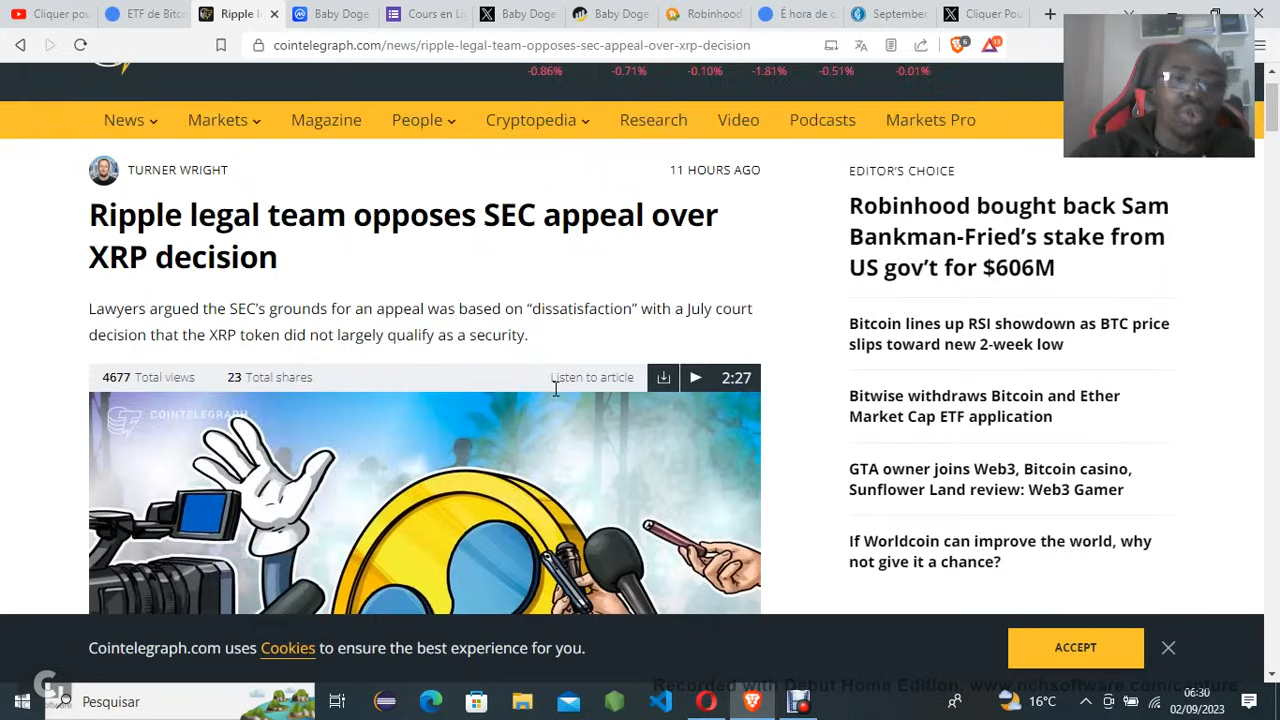 Cliquer pou
ETF de Bitc
Ripple l
Baby Doge
Cours en Li
Baby Doge
Baby Doge
Robinhood
É hora de c
September
Cliquer Pou
cointelegraph.com/news/ripple-legal-team-opposes-sec-appeal-over-xrp-decision
6
13
-0.86%
-0.71%
-0.10%
-1.81%
-0.51%
-0.01%
News
Markets
Magazine
People
Cryptopedia
Research
Video
Podcasts
Markets Pro
TURNER WRIGHT
11 HOURS AGO
Ripple legal team opposes SEC appeal over
XRP decision
Lawyers argued the SEC’s grounds for an appeal was based on “dissatisfaction” with a July court
decision that the XRP token did not largely qualify as a security.
4677 Total views
23 Total shares
Listen to article
2:27
COINTELEGRAPH
EDITOR’S CHOICE
Robinhood bought back Sam
Bankman-Fried’s stake from
US gov’t for $606M
Bitcoin lines up RSI showdown as BTC price
slips toward new 2-week low
Bitwise withdraws Bitcoin and Ether
Market Cap ETF application
GTA owner joins Web3, Bitcoin casino,
Sunflower Land review: Web3 Gamer
If Worldcoin can improve the world, why
not give it a chance?
Cointelegraph.com uses Cookies to ensure the best experience for you.
ACCEPT
Recorded with Debut Home Edition, www.nchsoftware.com/capture
software
Pesquisar
16°C
06:30
02/09/2023